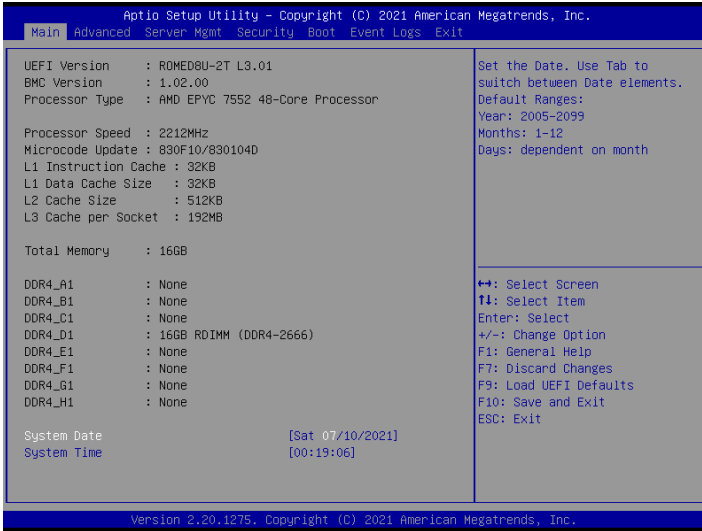 Aptio Setup Utility – Copyright (C) 2021 American Megatrends, Inc.
Main Advanced Server Mgmt Security Boot Event Logs Exit
UEFI Version : ROMED8U-2T L3.01
BMC Version : 1.02.00
Processor Type : AMD EPYC 7552 48-Core Processor
Processor Speed : 2212MHz
Microcode Update : 830F10/830104D
L1 Instruction Cache : 32KB
L1 Data Cache Size : 32KB
L2 Cache Size : 512KB
L3 Cache per Socket : 192MB
Total Memory : 16GB
DDR4_A1 : None
DDR4_B1 : None
DDR4_C1 : None
DDR4_D1 : 16GB RDIMM (DDR4-2666)
DDR4_E1 : None
DDR4_F1 : None
DDR4_G1 : None
DDR4_H1 : None
System Date [Sat 07/10/2021]
System Time [00:19:06]
Set the Date. Use Tab to
switch between Date elements.
Default Ranges:
Year: 2005-2099
Months: 1-12
Days: dependent on month
↔: Select Screen
↑↓: Select Item
Enter: Select
+/-: Change Option
F1: General Help
F7: Discard Changes
F9: Load UEFI Defaults
F10: Save and Exit
ESC: Exit
Version 2.20.1275. Copyright (C) 2021 American Megatrends, Inc.